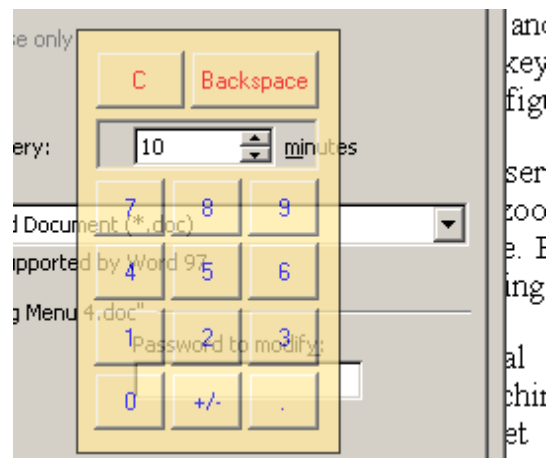 se only
and
key
C Backspace
figu
ery: 10 minutes
ser
7 8 9
zoo
d Document (*.doc)
e. E
upported by Word 97
4 5 6
ing
g Menu 4.doc"
1 2 3
Password to modify:
al
chin
0 +/- .
et